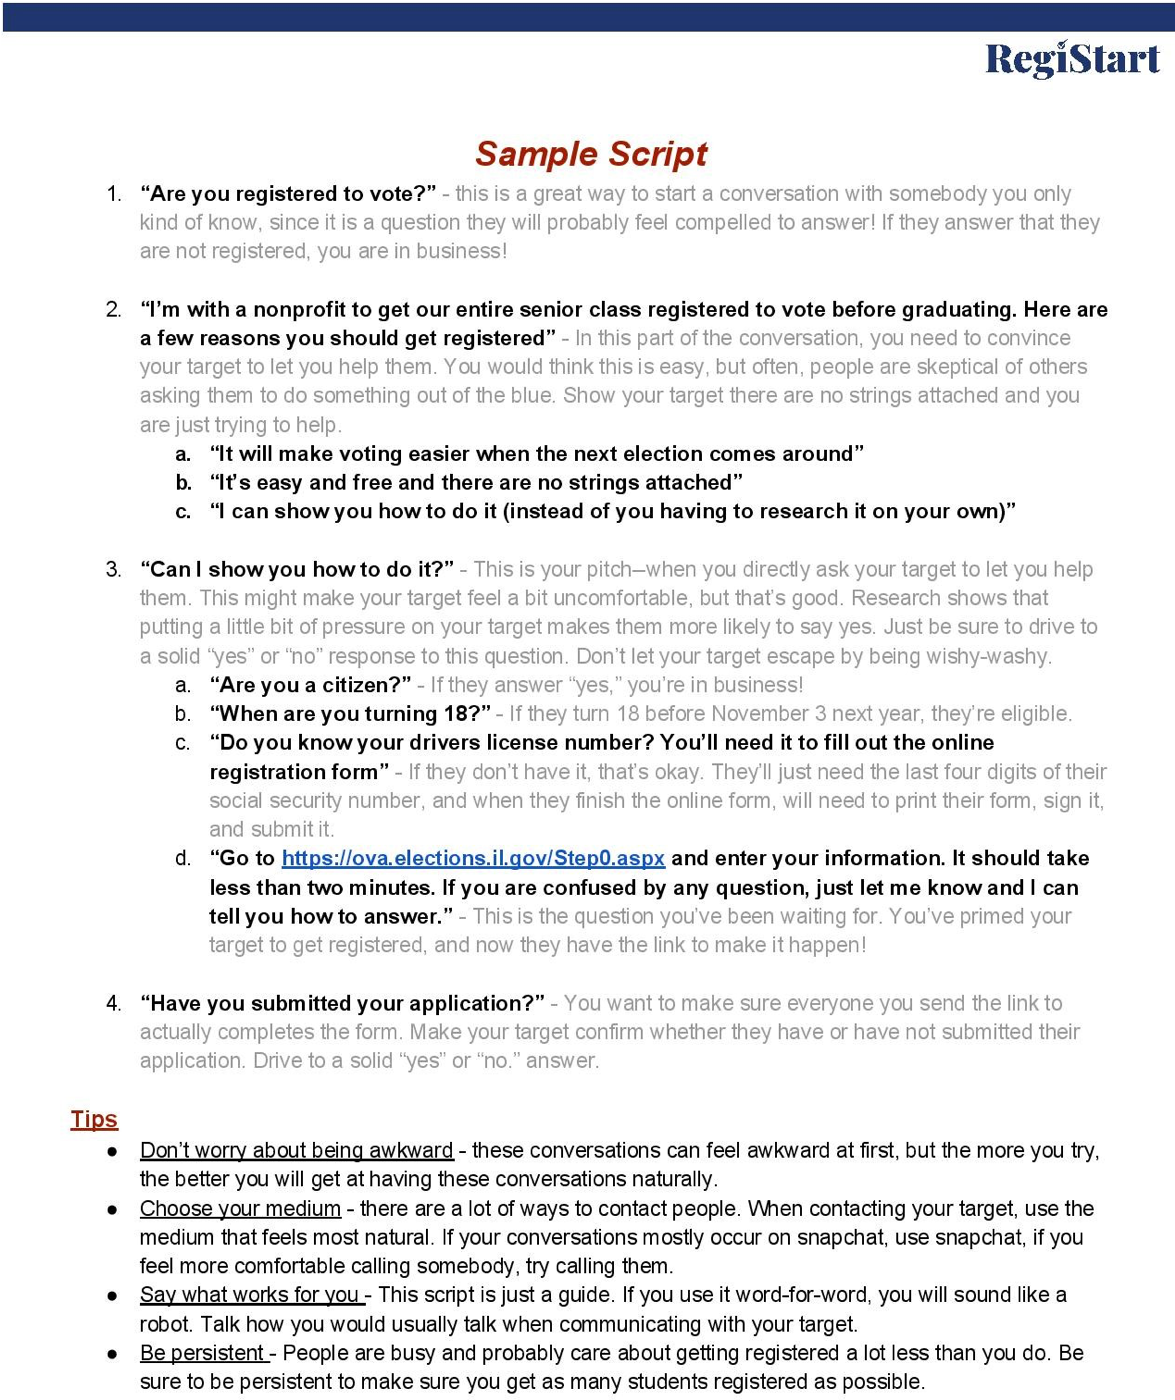 RegiStart
Sample Script
1. “Are you registered to vote?” - this is a great way to start a conversation with somebody you only
kind of know, since it is a question they will probably feel compelled to answer! If they answer that they
are not registered, you are in business!
2. “I’m with a nonprofit to get our entire senior class registered to vote before graduating. Here are
a few reasons you should get registered” - In this part of the conversation, you need to convince
your target to let you help them. You would think this is easy, but often, people are skeptical of others
asking them to do something out of the blue. Show your target there are no strings attached and you
are just trying to help.
a. “It will make voting easier when the next election comes around”
b. “It’s easy and free and there are no strings attached”
c. “I can show you how to do it (instead of you having to research it on your own)”
3. “Can I show you how to do it?” - This is your pitch–when you directly ask your target to let you help
them. This might make your target feel a bit uncomfortable, but that’s good. Research shows that
putting a little bit of pressure on your target makes them more likely to say yes. Just be sure to drive to
a solid “yes” or “no” response to this question. Don’t let your target escape by being wishy-washy.
a. “Are you a citizen?” - If they answer “yes,” you’re in business!
b. “When are you turning 18?” - If they turn 18 before November 3 next year, they’re eligible.
c. “Do you know your drivers license number? You’ll need it to fill out the online
registration form” - If they don’t have it, that’s okay. They’ll just need the last four digits of their
social security number, and when they finish the online form, will need to print their form, sign it,
and submit it.
d. “Go to https://ova.elections.il.gov/Step0.aspx and enter your information. It should take
less than two minutes. If you are confused by any question, just let me know and I can
tell you how to answer.” - This is the question you’ve been waiting for. You’ve primed your
target to get registered, and now they have the link to make it happen!
4. “Have you submitted your application?” - You want to make sure everyone you send the link to
actually completes the form. Make your target confirm whether they have or have not submitted their
application. Drive to a solid “yes” or “no.” answer.
Tips
● Don’t worry about being awkward - these conversations can feel awkward at first, but the more you try,
the better you will get at having these conversations naturally.
● Choose your medium - there are a lot of ways to contact people. When contacting your target, use the
medium that feels most natural. If your conversations mostly occur on snapchat, use snapchat, if you
feel more comfortable calling somebody, try calling them.
● Say what works for you - This script is just a guide. If you use it word-for-word, you will sound like a
robot. Talk how you would usually talk when communicating with your target.
● Be persistent - People are busy and probably care about getting registered a lot less than you do. Be
sure to be persistent to make sure you get as many students registered as possible.